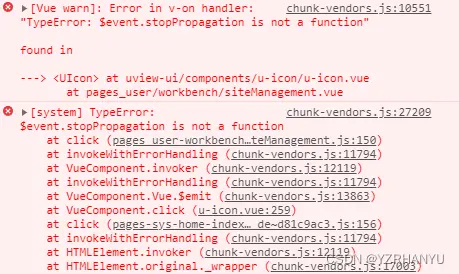 [Vue warn]: Error in v-on handler: chunk-vendors.js:10551
"TypeError: $event.stopPropagation is not a function"
found in
---> <UIcon> at uview-ui/components/u-icon/u-icon.vue
at pages_user/workbench/siteManagement.vue
[system] TypeError: chunk-vendors.js:27209
$event.stopPropagation is not a function
at click (pages_user-workbench…teManagement.js:150)
at invokeWithErrorHandling (chunk-vendors.js:11794)
at VueComponent.invoker (chunk-vendors.js:12119)
at invokeWithErrorHandling (chunk-vendors.js:11794)
at VueComponent.Vue.$emit (chunk-vendors.js:13863)
at VueComponent.click (u-icon.vue:259)
at click (pages-sys-home-index… de~d81c9ac3.js:156)
at invokeWithErrorHandling (chunk-vendors.js:11794)
at HTMLElement.invoker (chunk-vendors.js:12119)
at HTMLElement.original._wrapper (chunk-vendors.js:17003)
CSDN @YZRHANYU